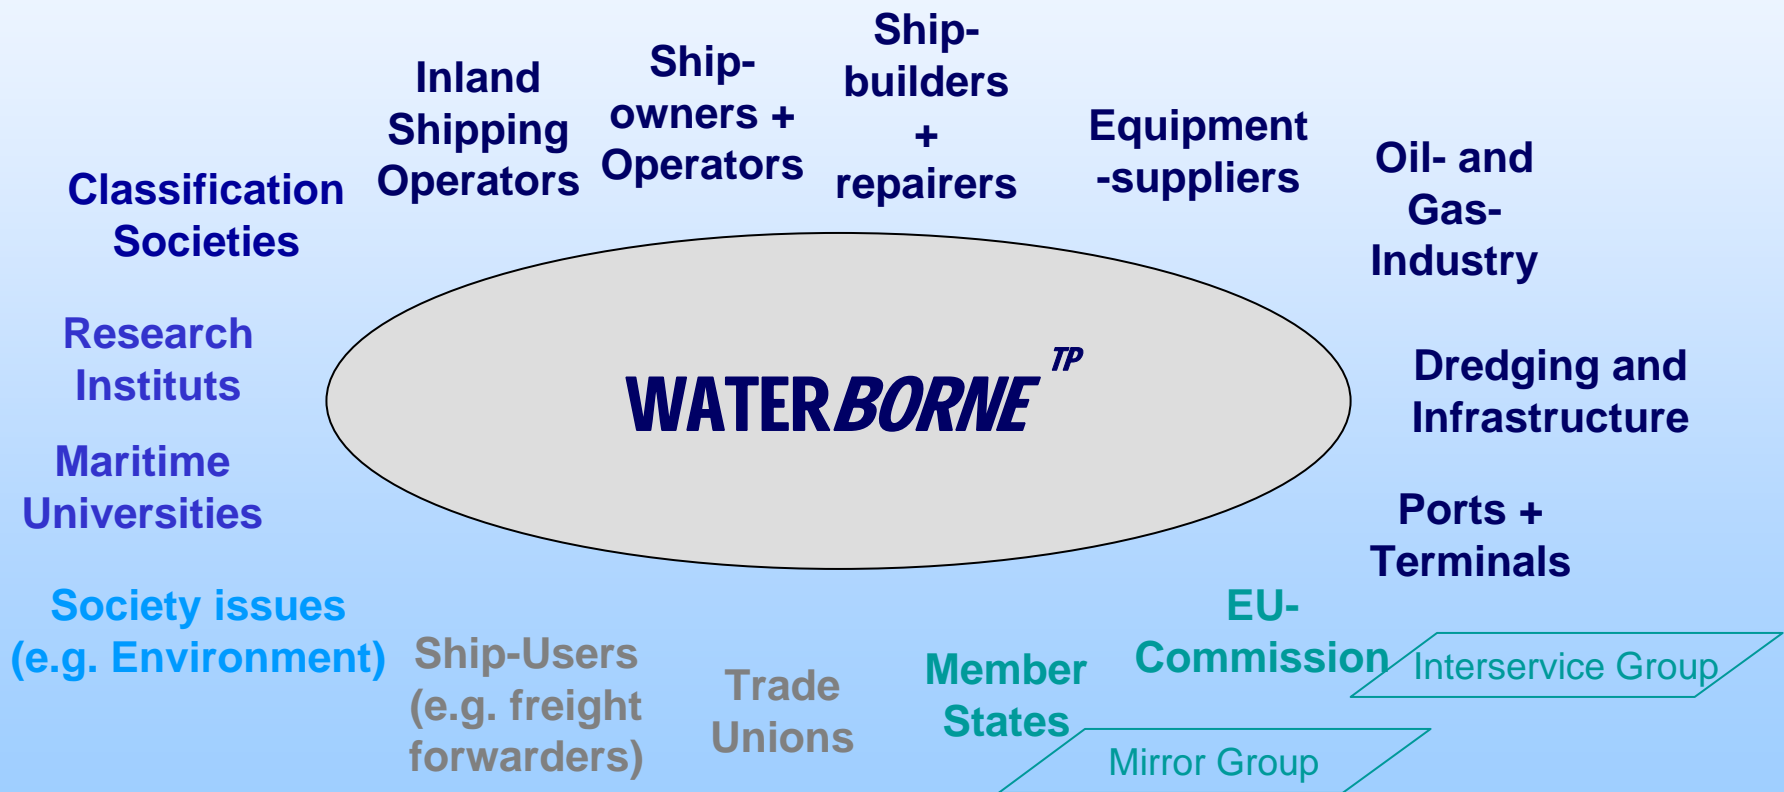 Ship-
builders
+
repairers
Ship-
owners +
Operators
Inland
Shipping
Operators
Equipment
-suppliers
Oil- and
Gas-
Industry
Classification
Societies
Research
Instituts
WATERBORNE TP
Dredging and
Infrastructure
Maritime
Universities
Ports +
Terminals
Society issues
(e.g. Environment)
Ship-Users
(e.g. freight
forwarders)
Trade
Unions
Member
States
EU-
Commission
Interservice Group
Mirror Group